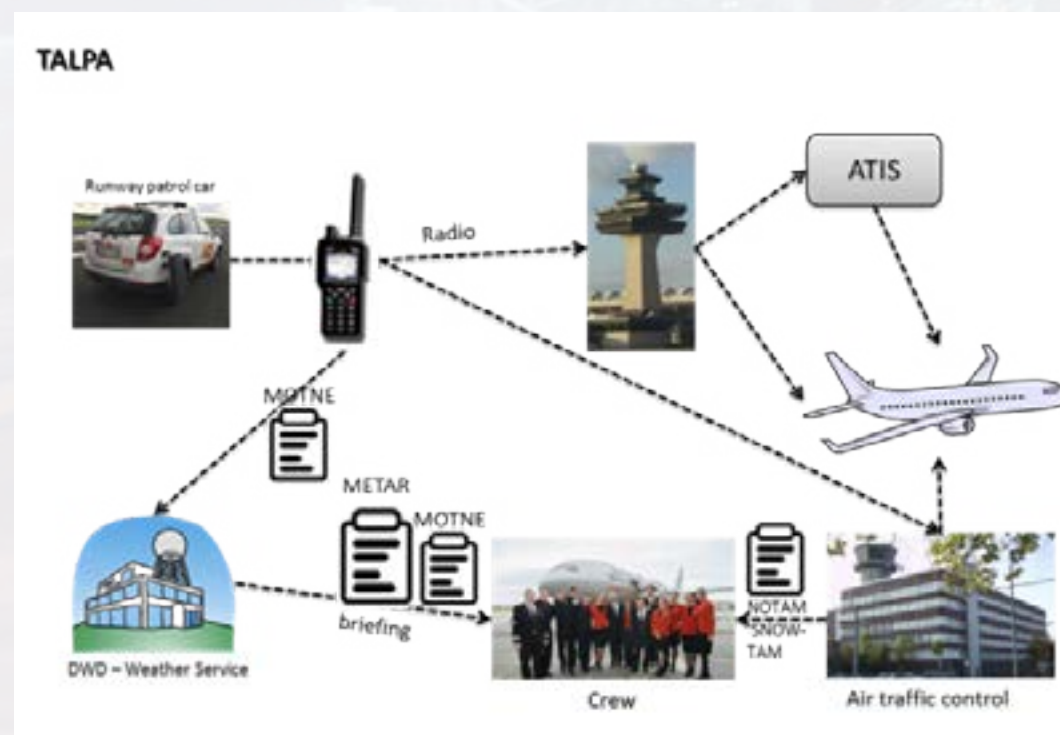 TALPA
ATIS
Runway patrol car
Radio
MOTNE
METAR
MOTNE
NOTAM
SNOW-
TAM
briefing
DWD – Weather Service
Crew
Air traffic control